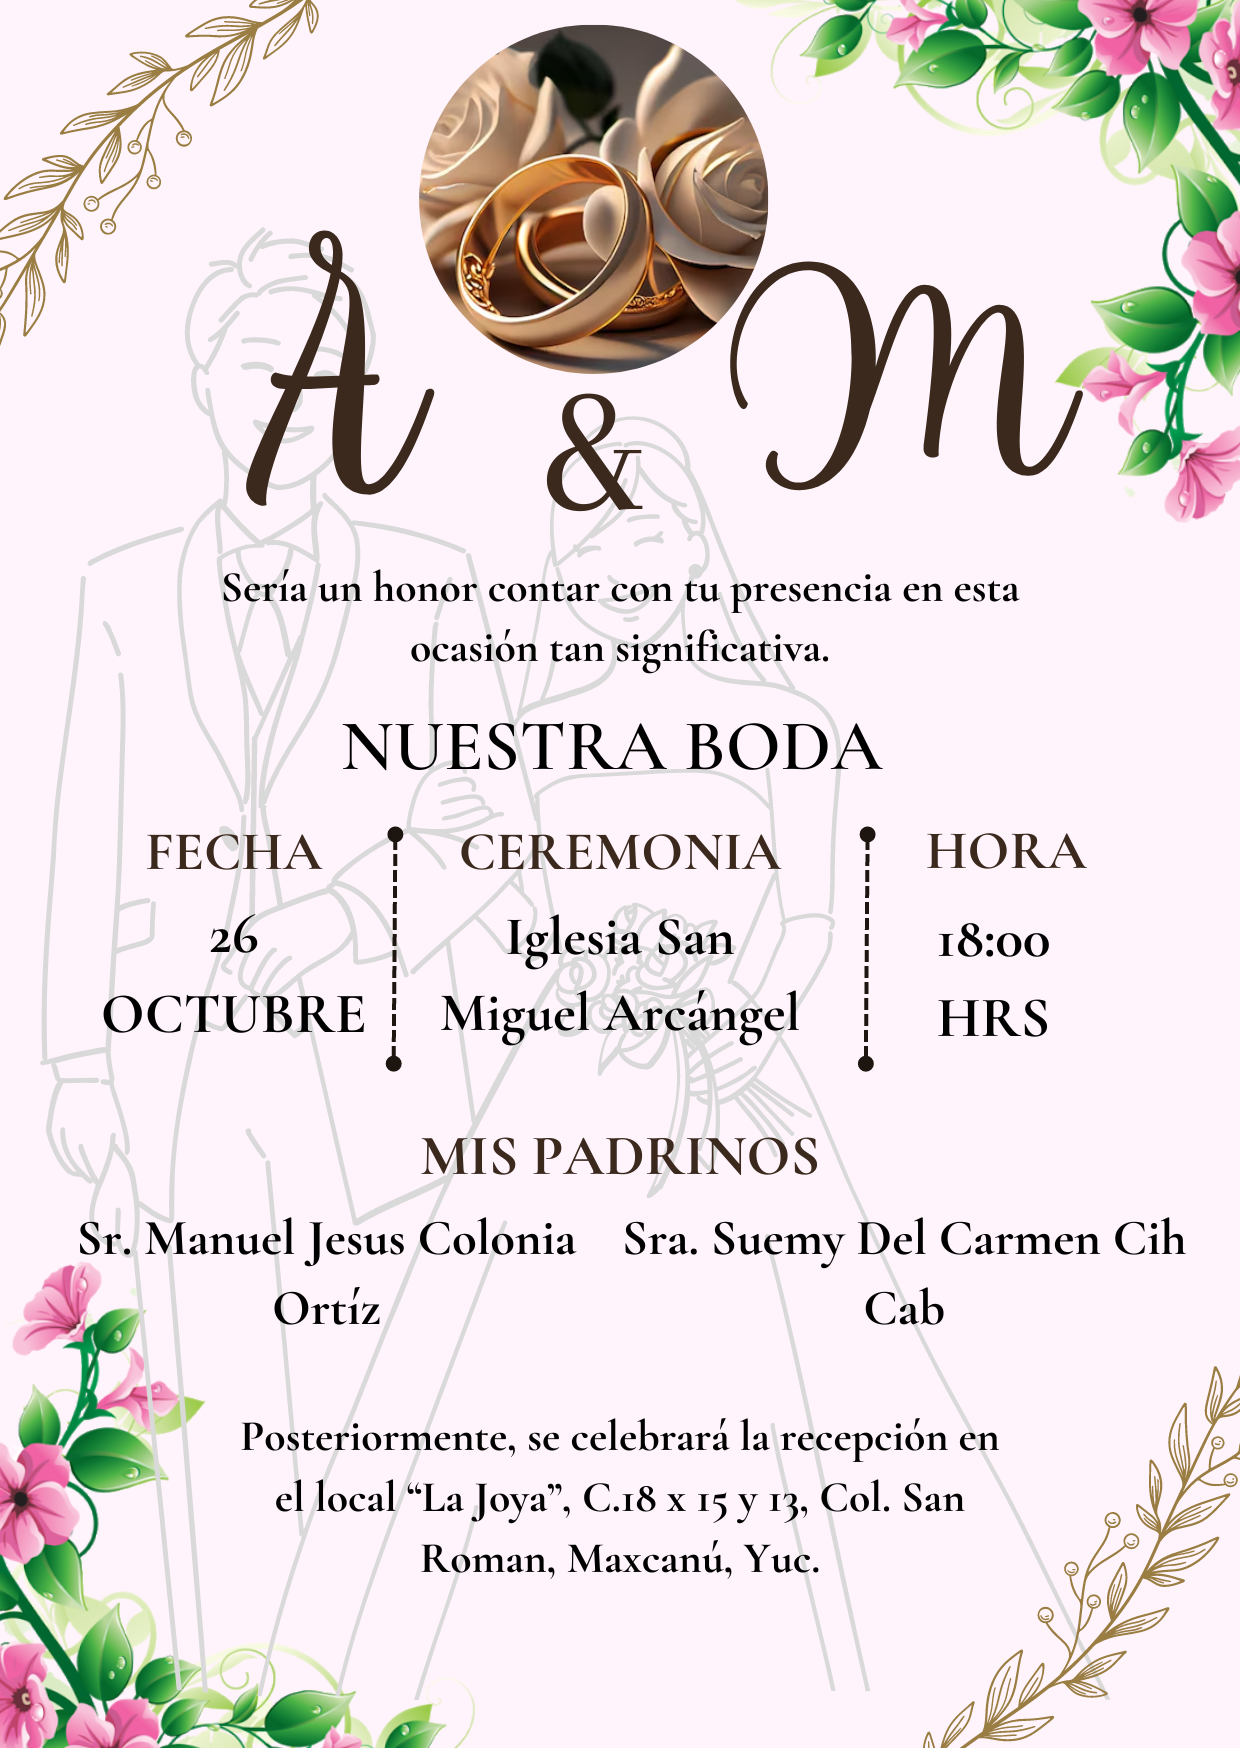 A & M
Sería un honor contar con tu presencia en esta
ocasión tan significativa.
NUESTRA BODA
FECHA
26
OCTUBRE
CEREMONIA
Iglesia San
Miguel Arcángel
HORA
18:00
HRS
MIS PADRINOS
Sr. Manuel Jesus Colonia
Ortíz
Sra. Suemy Del Carmen Cih
Cab
Posteriormente, se celebrará la recepción en
el local “La Joya”, C.18 x 15 y 13, Col. San
Roman, Maxcanú, Yuc.